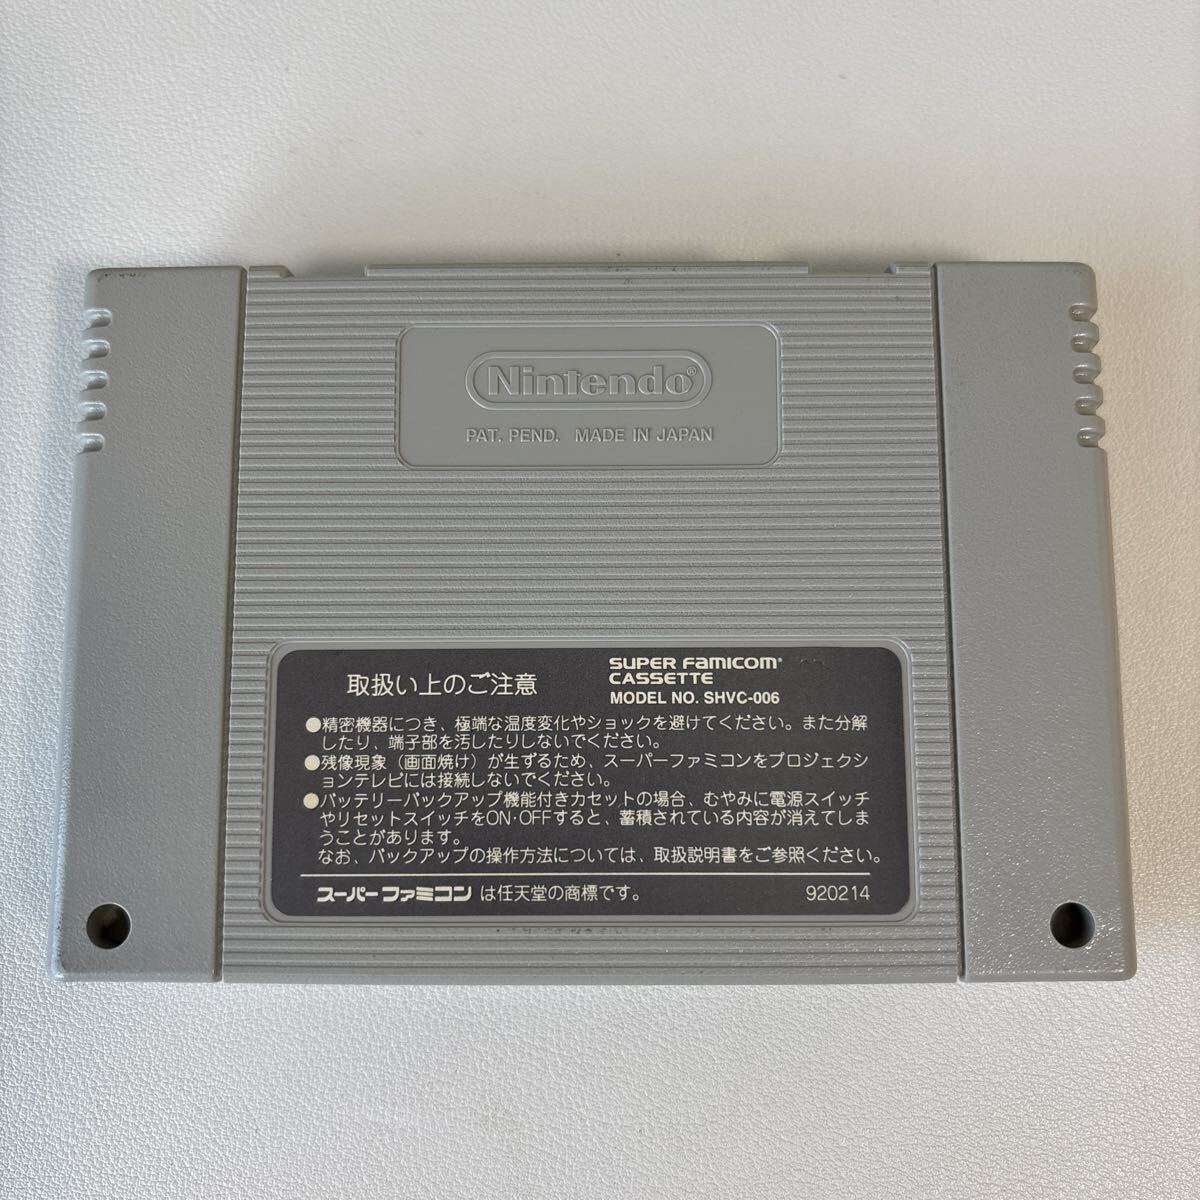 Nintendo®
PAT. PEND. MADE IN JAPAN
取扱い上のご注意
SUPER FAMICOM
CASSETTE
MODEL NO. SHVC-006
●精密機器につき、極端な温度変化やショックを避けてください。また分解
したり、端子部を汚したりしないでください。
●残像現象（画面焼け）が生ずるため、スーパーファミコンをプロジェクシ
ョンテレビには接続しないでください。
●バッテリーバックアップ機能付きカセットの場合、むやみに電源スイッチ
やリセットスイッチをON・OFFすると、蓄積されている内容が消えてしま
うことがあります。
なお、バックアップの操作方法については、取扱説明書をご参照ください。
スーパーファミコンは任天堂の商標です。
920214